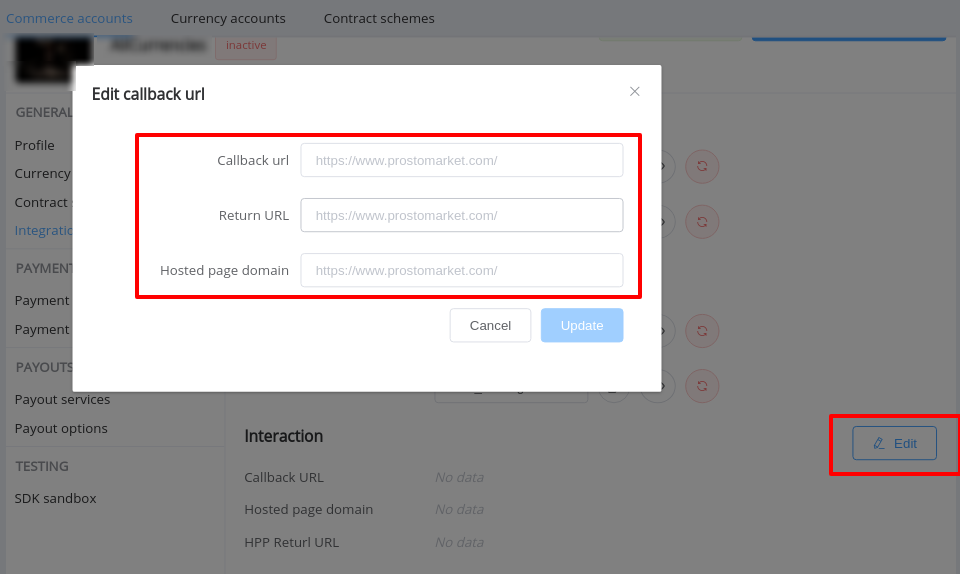 Commerce accounts Currency accounts Contract schemes
inactive
Edit callback url
GENERAL
Callback url https://www.prostomarket.com/
Profile
Currency
Contract
Return URL https://www.prostomarket.com/
Integratio
PAYMENT
Hosted page domain https://www.prostomarket.com/
Payment
Payment
Cancel Update
PAYOUTS
Payout services
Payout options
Interaction
Edit
TESTING
Callback URL No data
SDK sandbox
Hosted page domain No data
HPP Returl URL No data